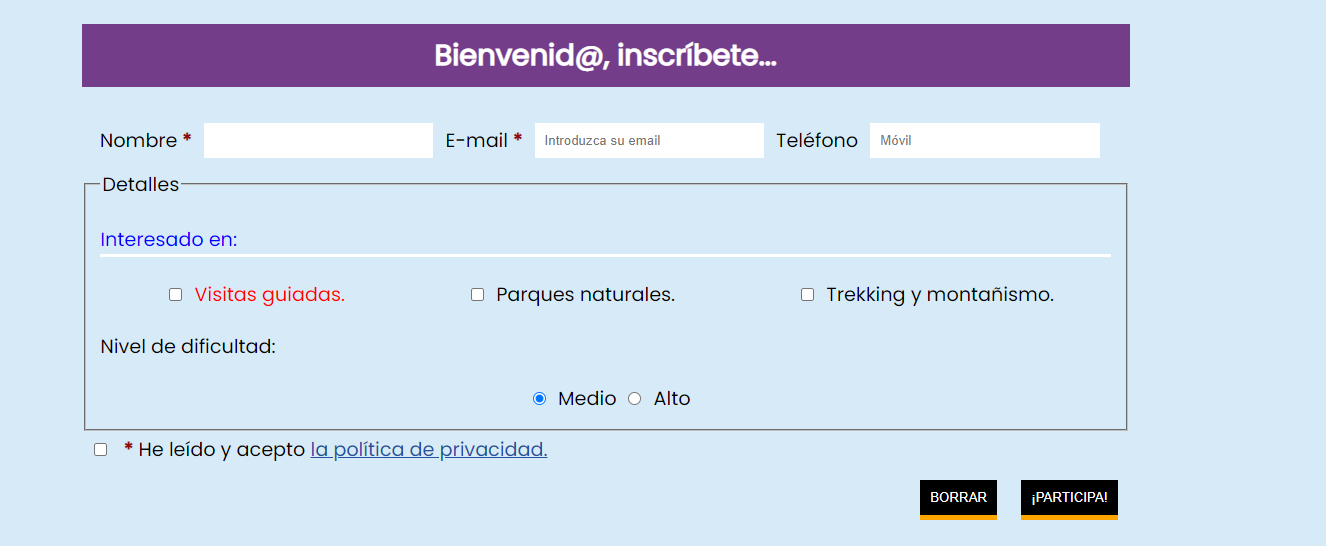 Bienvenid@, inscríbete...
Nombre * E-mail * Introduzca su email Teléfono Móvil
Detalles
Interesado en:
Visitas guiadas. Parques naturales. Trekking y montañismo.
Nivel de dificultad:
Medio Alto
* He leído y acepto la política de privacidad.
BORRAR ¡PARTICIPA!